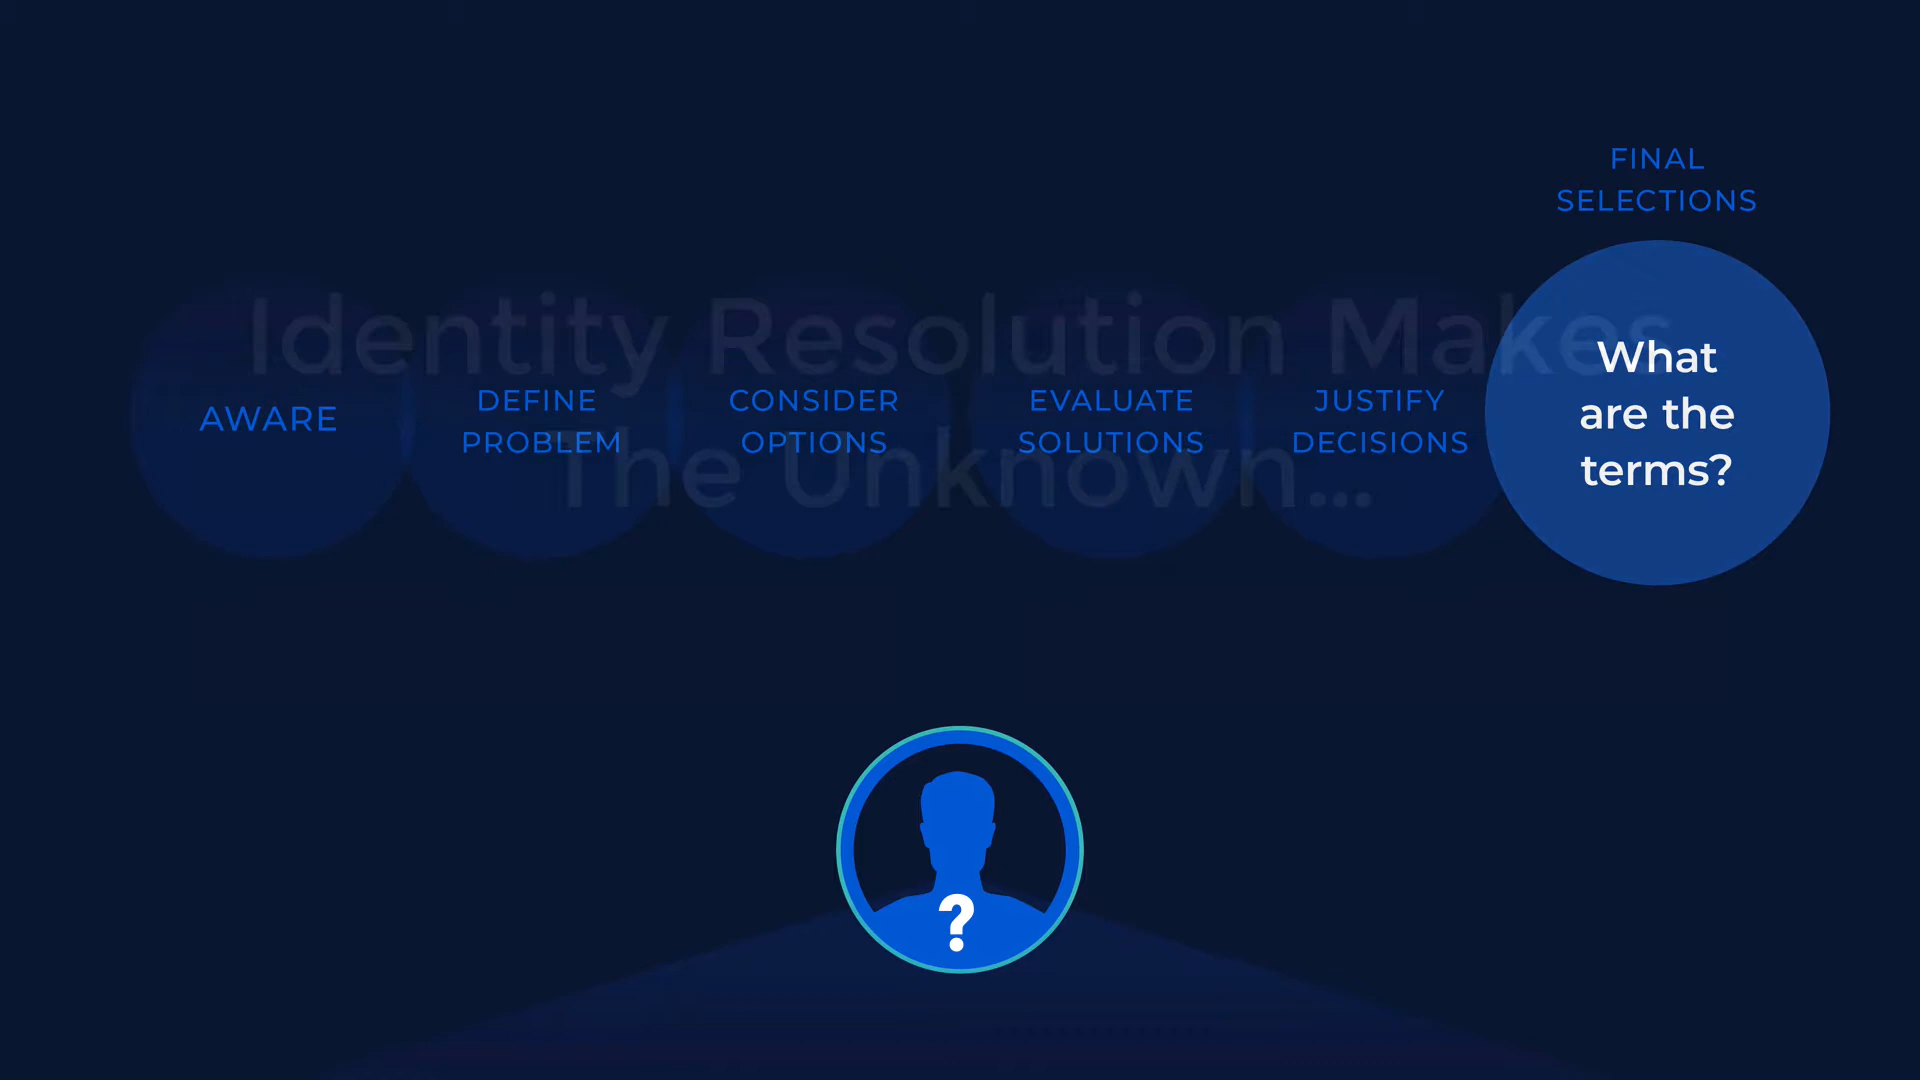 FINAL
SELECTIONS
Identity Resolution Makes
The Unknown...
AWARE
DEFINE
PROBLEM
CONSIDER
OPTIONS
EVALUATE
SOLUTIONS
JUSTIFY
DECISIONS
What
are the
terms?
?